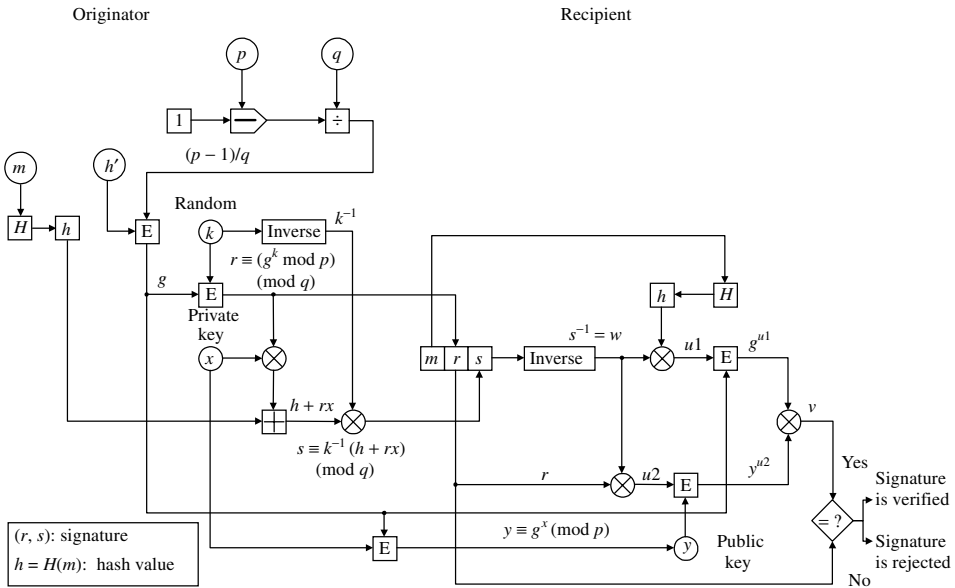 Originator
Recipient
p
q
1
÷
(p − 1)/q
m
h′
Random
H
h
E
k
Inverse
k⁻¹
r ≡ (gᵏ mod p)
(mod q)
g
E
Private
key
x
h
H
s⁻¹ = w
m r s
Inverse
u1
E
gᵘ¹
h + rx
s ≡ k⁻¹ (h + rx)
(mod q)
v
r
u2
E
yᵘ²
Yes
Signature
is verified
= ?
Signature
is rejected
No
y ≡ gˣ (mod p)
E
y
Public
key
(r, s): signature
h = H(m): hash value